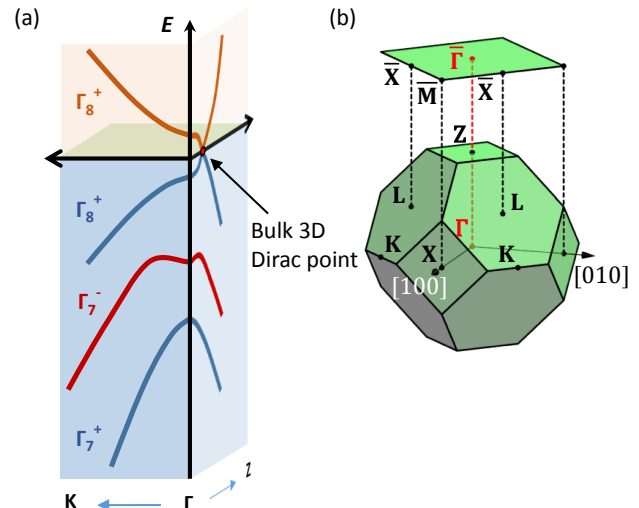 (a)
E
Γ₈⁺
Γ₈⁺
Bulk 3D
Dirac point
Γ₇⁻
Γ₇⁺
K
Γ
Z
(b)
Γ̅
X̅
M̅
X̅
Z
L
L
Γ
K
X
K
[100]
[010]